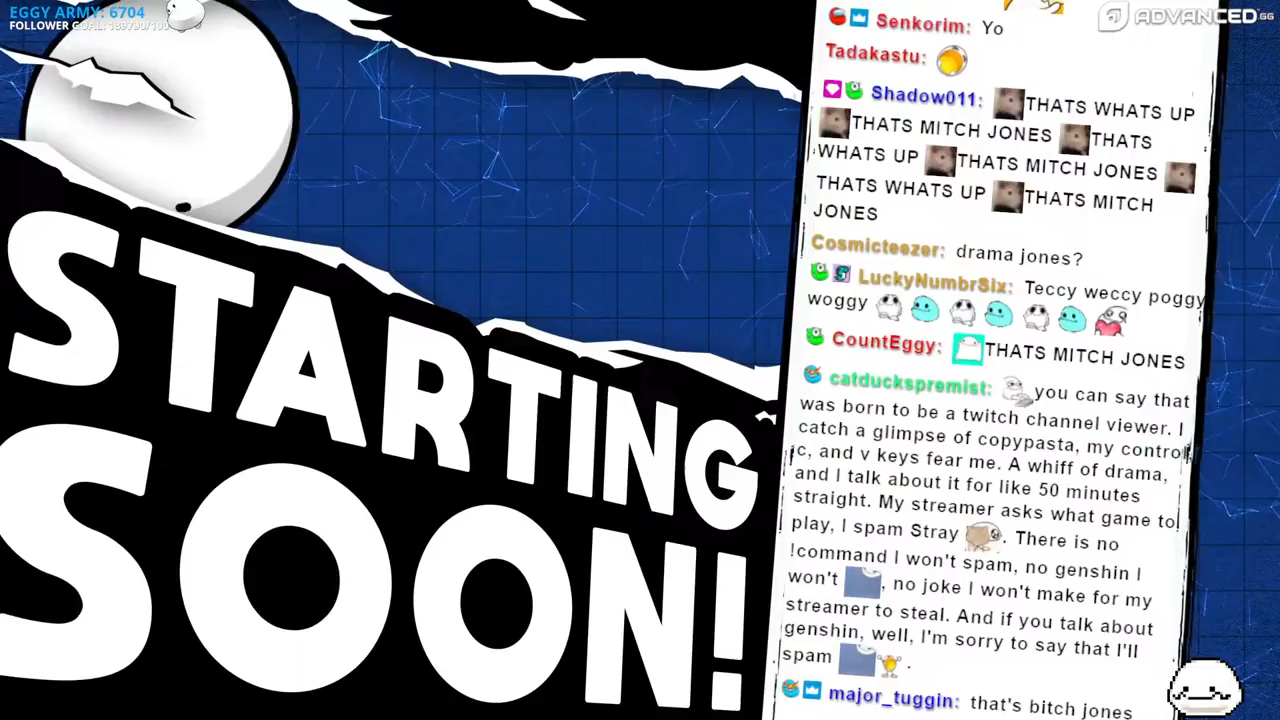 EGGY ARMY: 6704
FOLLOWER GOAL:
ADVANCED.GG
STARTING
SOON!
Senkorim: Yo
Tadakastu:
Shadow011: THATS WHATS UP
THATS MITCH JONES THATS
WHATS UP THATS MITCH JONES
THATS WHATS UP THATS MITCH
JONES
Cosmicteezer: drama jones?
LuckyNumbrSix: Teccy weccy poggy
woggy
CountEggy: THATS MITCH JONES
catduckspremist: you can say that
was born to be a twitch channel viewer. I
catch a glimpse of copypasta, my contro
c, and v keys fear me. A whiff of drama,
and I talk about it for like 50 minutes
straight. My streamer asks what game to
play, I spam Stray . There is no
!command I won't spam, no genshin I
won't , no joke I won't make for my
streamer to steal. And if you talk about
genshin, well, I'm sorry to say that I'll
spam .
major_tuggin: that's bitch jones